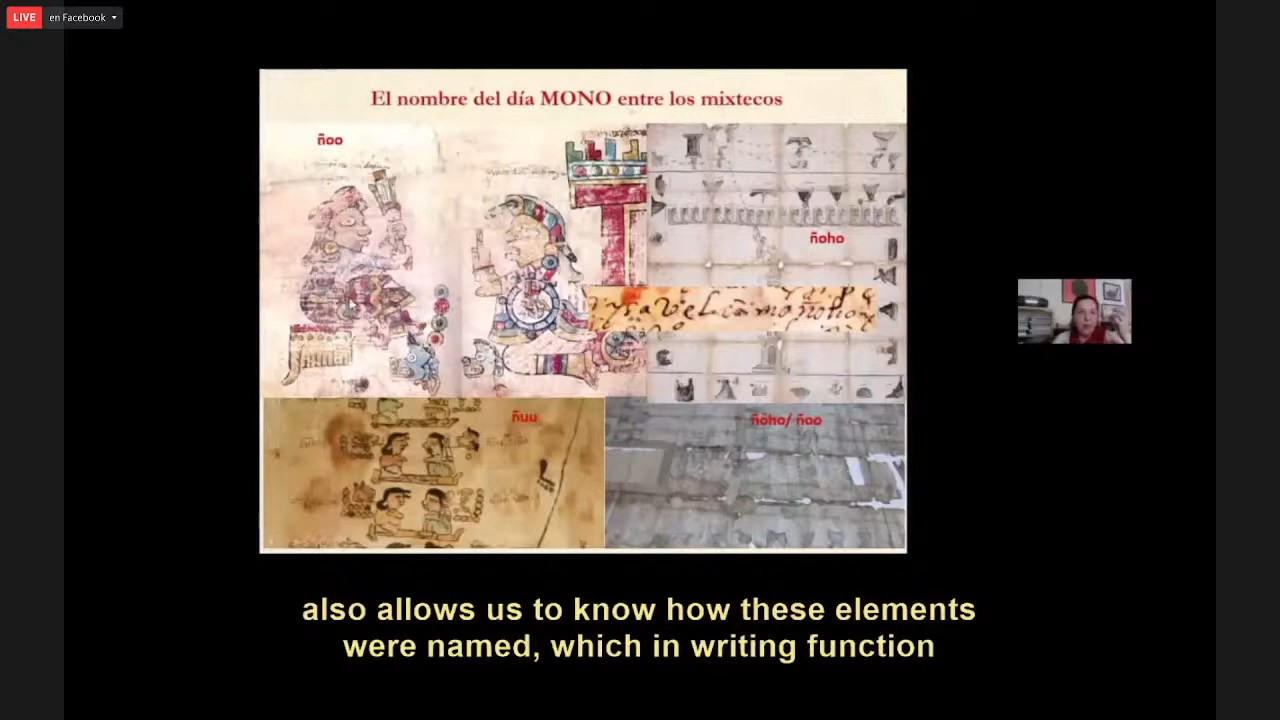 LIVE en Facebook
El nombre del día MONO entre los mixtecos
ñoo
ñoho
ñuu
ñoho/ ñoo
also allows us to know how these elements
were named, which in writing function